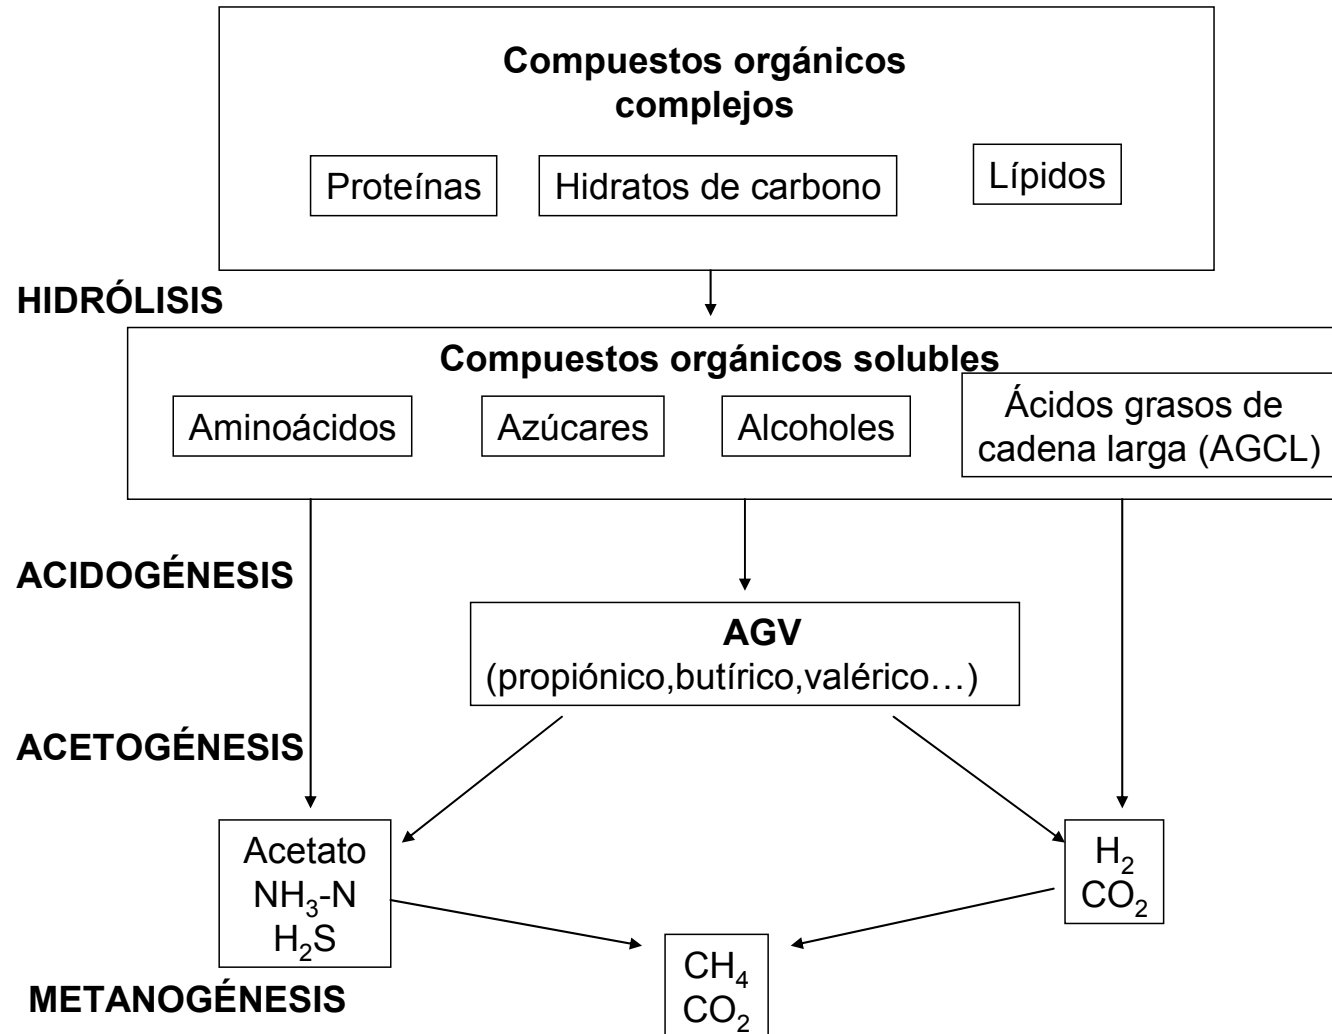 Compuestos orgánicos
complejos
Proteínas
Hidratos de carbono
Lípidos
HIDRÓLISIS
Compuestos orgánicos solubles
Aminoácidos
Azúcares
Alcoholes
Ácidos grasos de
cadena larga (AGCL)
ACIDOGÉNESIS
AGV
(propiónico,butírico,valérico…)
ACETOGÉNESIS
Acetato
NH₃-N
H₂S
H₂
CO₂
CH₄
CO₂
METANOGÉNESIS